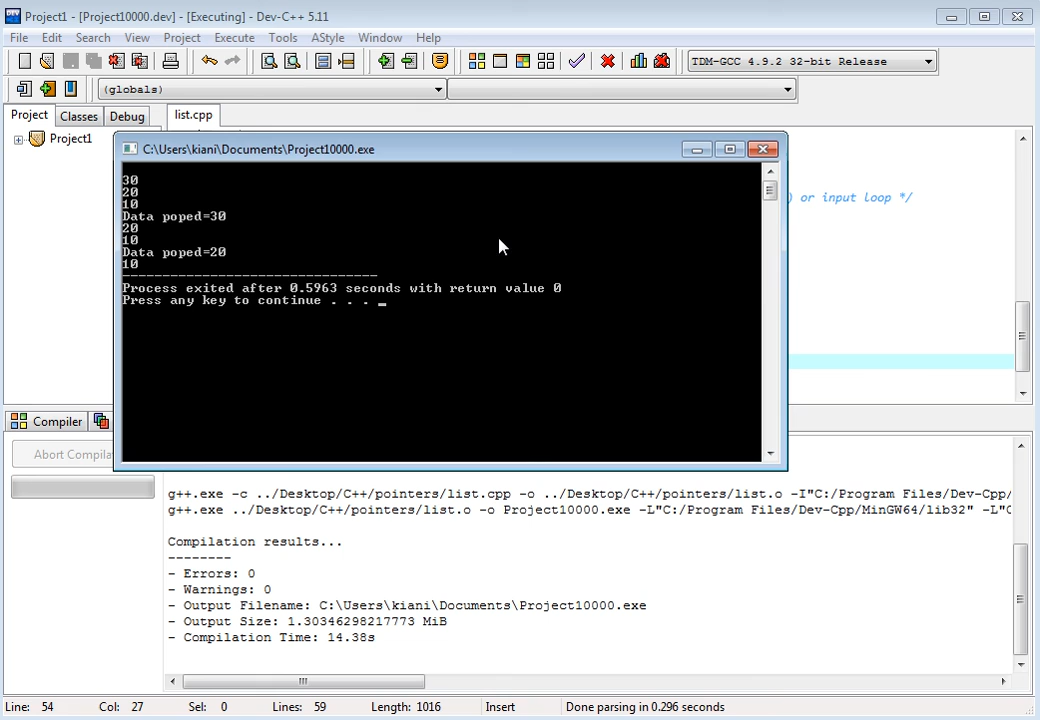 Project1 - [Project10000.dev] - [Executing] - Dev-C++ 5.11
File Edit Search View Project Execute Tools AStyle Window Help
TDM-GCC 4.9.2 32-bit Release
(globals)
Project Classes Debug list.cpp
Project1
C:\Users\kiani\Documents\Project10000.exe
) or input loop */
30
20
10
Data poped=30
20
10
Data poped=20
10
--------------------------------
Process exited after 0.5963 seconds with return value 0
Press any key to continue . . . _
Compiler
Abort Compila
g++.exe -c ../Desktop/C++/pointers/list.cpp -o ../Desktop/C++/pointers/list.o -I"C:/Program Files/Dev-Cpp/
g++.exe ../Desktop/C++/pointers/list.o -o Project10000.exe -L"C:/Program Files/Dev-Cpp/MinGW64/lib32" -L"C
Compilation results...
--------
- Errors: 0
- Warnings: 0
- Output Filename: C:\Users\kiani\Documents\Project10000.exe
- Output Size: 1.30346298217773 MiB
- Compilation Time: 14.38s
Line: 54 Col: 27 Sel: 0 Lines: 59 Length: 1016 Insert Done parsing in 0.296 seconds